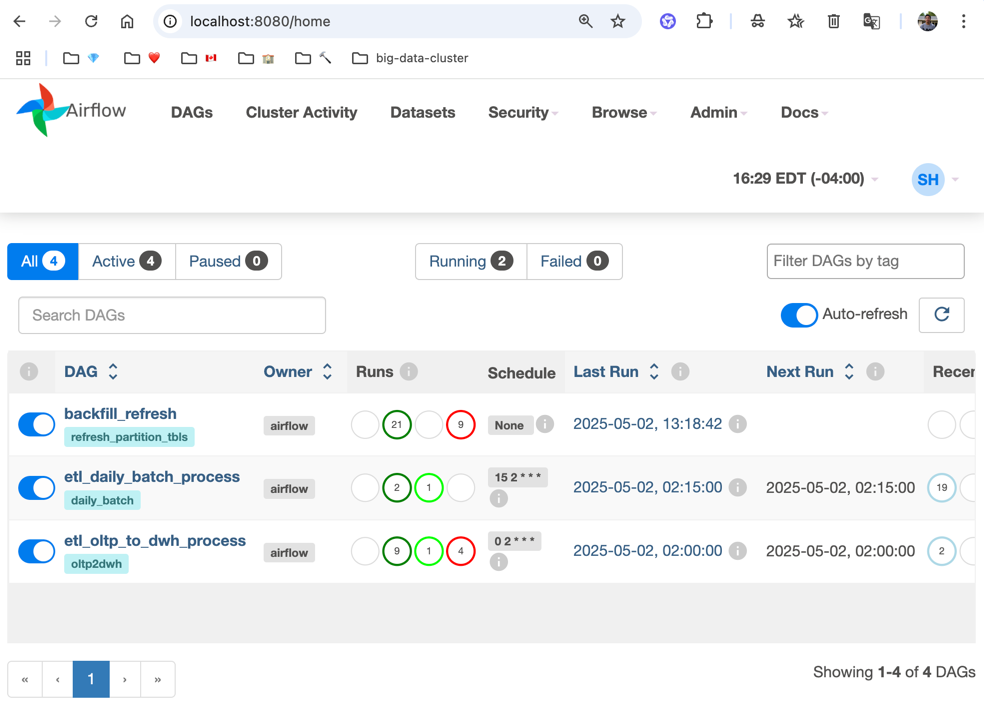 localhost:8080/home
big-data-cluster
Airflow
DAGs Cluster Activity Datasets Security Browse Admin Docs
16:29 EDT (-04:00) SH
All 4 Active 4 Paused 0 Running 2 Failed 0 Filter DAGs by tag
Search DAGs Auto-refresh
i DAG Owner Runs i Schedule Last Run i Next Run i Recen
backfill_refresh airflow 21 9 None i 2025-05-02, 13:18:42 i
refresh_partition_tbls
etl_daily_batch_process airflow 2 1 15 2 * * * i 2025-05-02, 02:15:00 i 2025-05-02, 02:15:00 19
daily_batch
etl_oltp_to_dwh_process airflow 9 1 4 0 2 * * * i 2025-05-02, 02:00:00 i 2025-05-02, 02:00:00 2
oltp2dwh
« ‹ 1 › »
Showing 1-4 of 4 DAGs